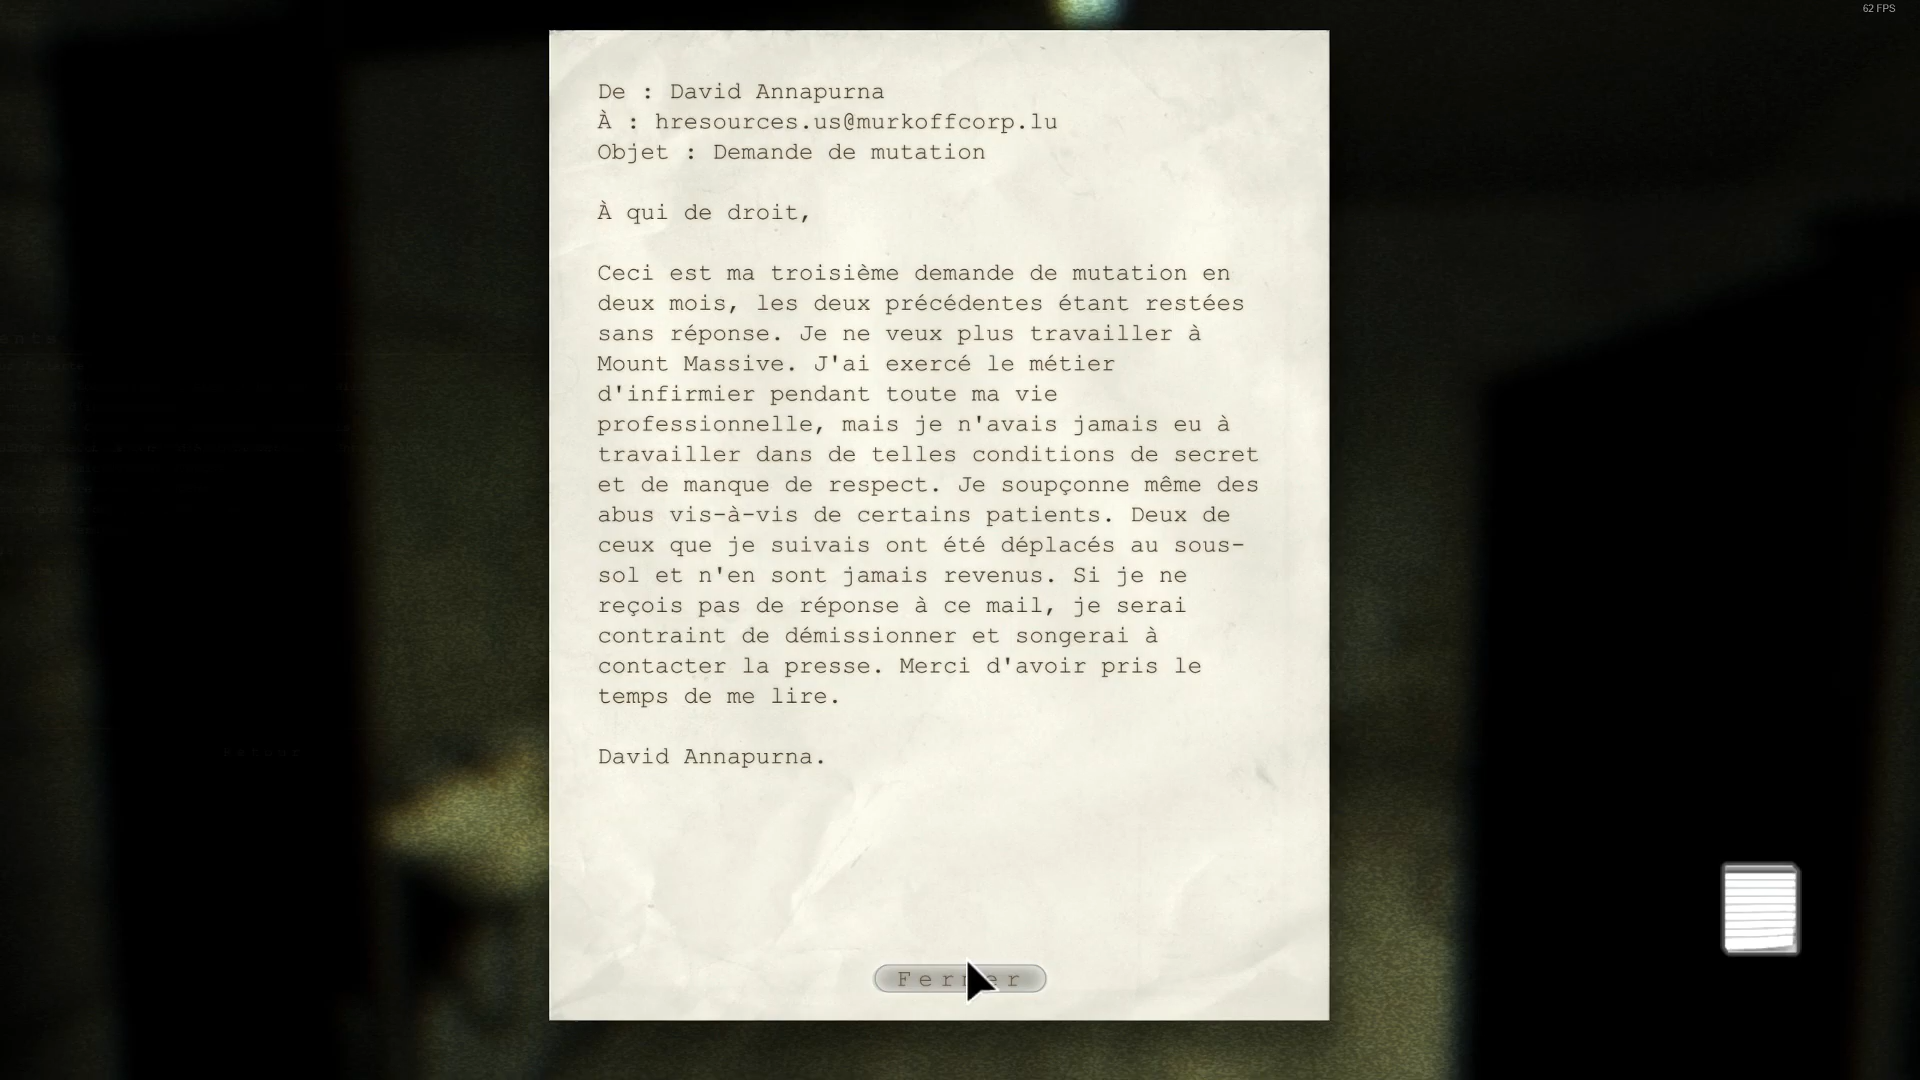 62 FPS
De : David Annapurna
À : hresources.us@murkoffcorp.lu
Objet : Demande de mutation
À qui de droit,
Ceci est ma troisième demande de mutation en
deux mois, les deux précédentes étant restées
sans réponse. Je ne veux plus travailler à
Mount Massive. J'ai exercé le métier
d'infirmier pendant toute ma vie
professionnelle, mais je n'avais jamais eu à
travailler dans de telles conditions de secret
et de manque de respect. Je soupçonne même des
abus vis-à-vis de certains patients. Deux de
ceux que je suivais ont été déplacés au sous-
sol et n'en sont jamais revenus. Si je ne
reçois pas de réponse à ce mail, je serai
contraint de démissionner et songerai à
contacter la presse. Merci d'avoir pris le
temps de me lire.
David Annapurna.
Fermer
Retour